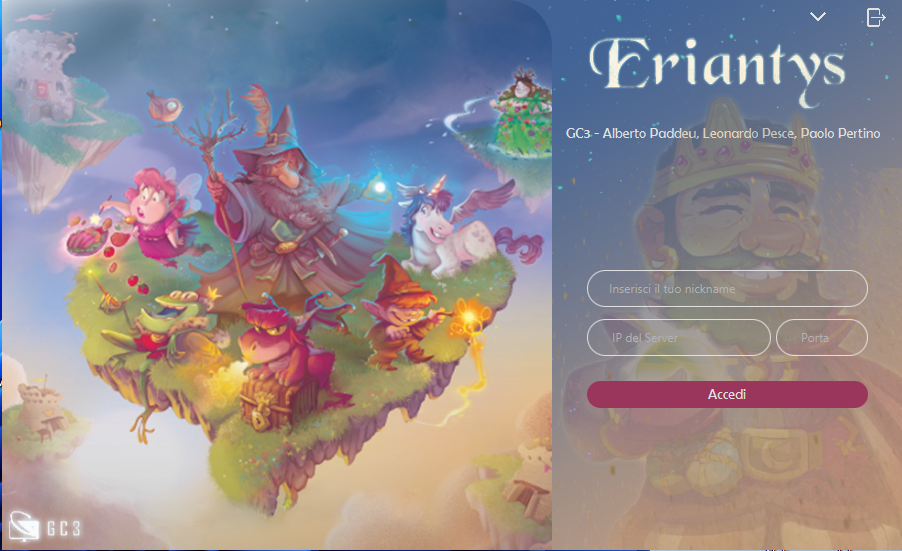 Eriantys
GC3 - Alberto Paddeu, Leonardo Pesce, Paolo Pertino
Inserisci il tuo nickname
IP del Server
Porta
Accedi
GC3